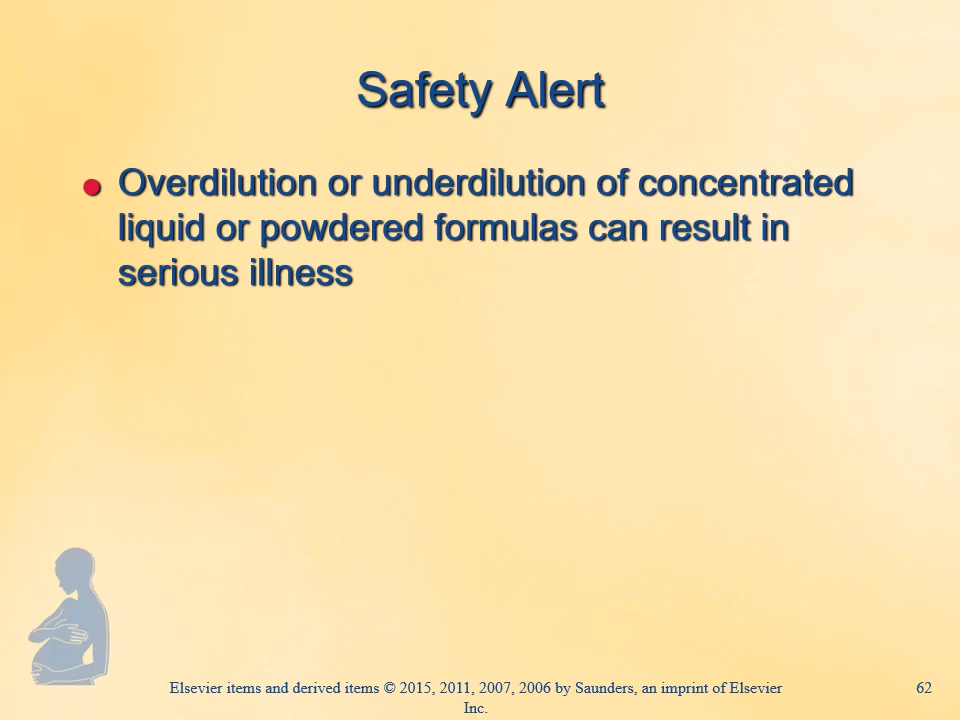 Safety Alert
Overdilution or underdilution of concentrated
liquid or powdered formulas can result in
serious illness
Elsevier items and derived items © 2015, 2011, 2007, 2006 by Saunders, an imprint of Elsevier
Inc.
62